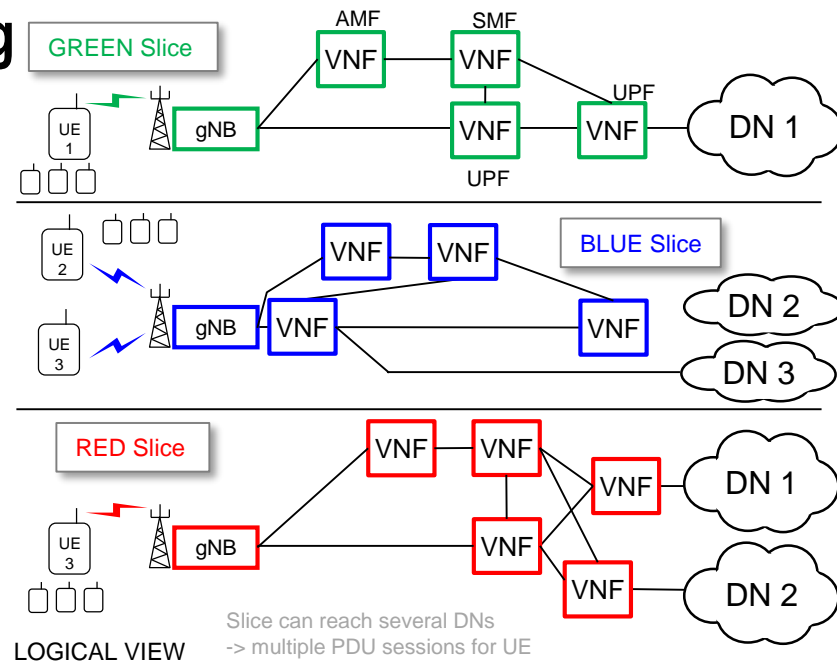 g
GREEN Slice
AMF
SMF
VNF
VNF
UPF
UE
1
gNB
VNF
VNF
DN 1
UPF
UE
2
VNF
VNF
BLUE Slice
gNB
VNF
VNF
DN 2
UE
3
DN 3
RED Slice
VNF
VNF
VNF
DN 1
UE
3
gNB
VNF
VNF
DN 2
Slice can reach several DNs
-> multiple PDU sessions for UE
LOGICAL VIEW